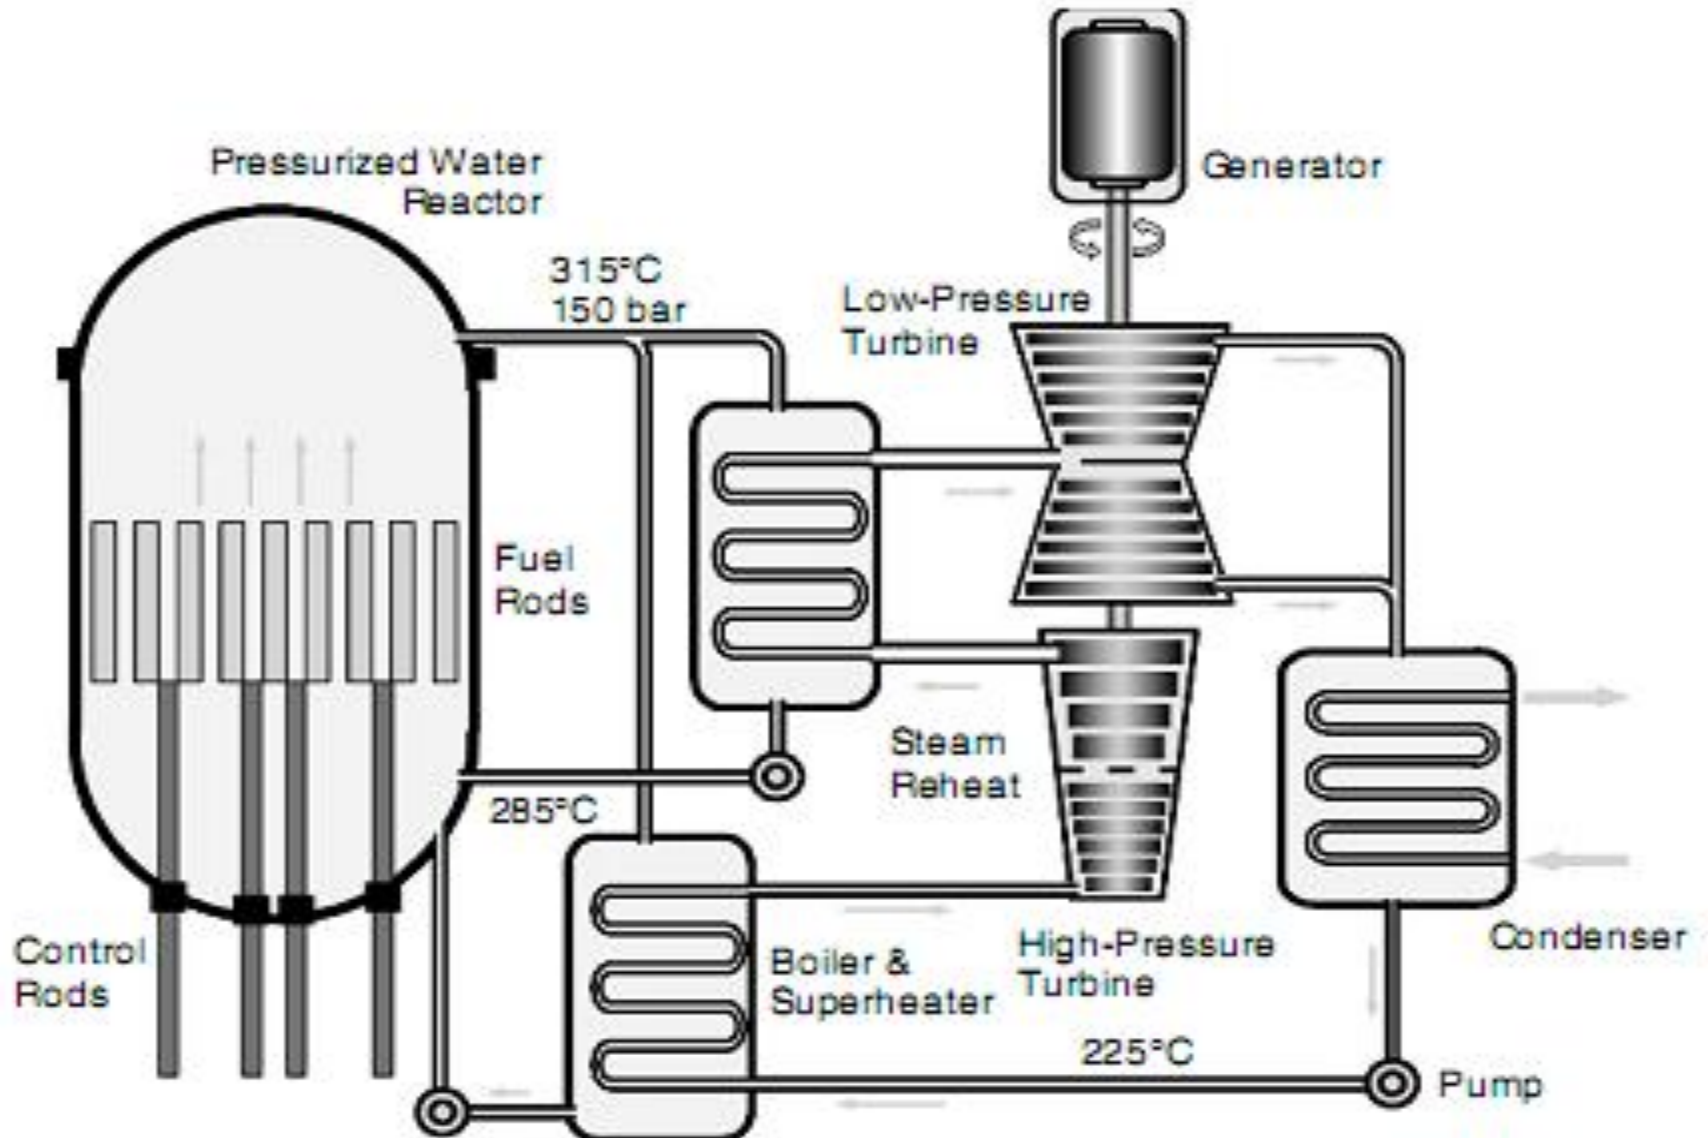 Pressurized Water
Reactor
Generator
315°C
150 bar
Low-Pressure
Turbine
Fuel
Rods
Steam
Reheat
285°C
Control
Rods
Boiler &
Superheater
High-Pressure
Turbine
Condenser
225°C
Pump